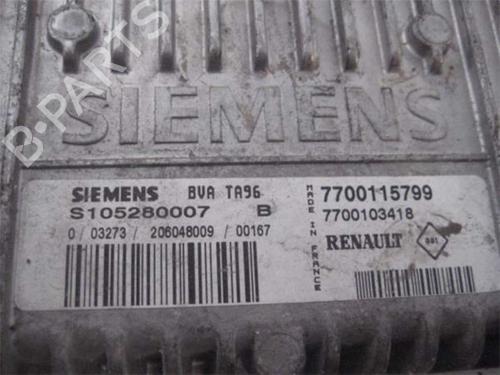 B-PARTS
SIEMENS
SIEMENS BVA TA96
S105280007 B
0 / 03273 / 206048009 / 00167
MADE IN FRANCE
7700115799
7700103418
RENAULT